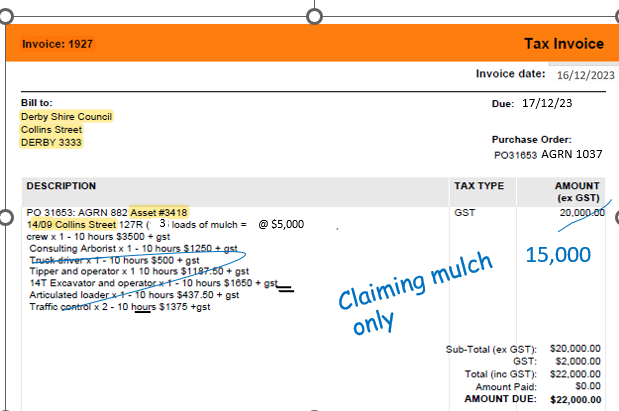 Invoice: 1927
Tax Invoice
Invoice date: 16/12/2023
Bill to:
Due: 17/12/23
Derby Shire Council
Collins Street
DERBY 3333
Purchase Order:
PO31653 AGRN 1037
DESCRIPTION TAX TYPE AMOUNT
(ex GST)
PO 31653: AGRN 882 Asset #3418 GST 20,000.00
14/09 Collins Street 127R ( 3 loads of mulch = @ $5,000
crew x 1 - 10 hours $3500 + gst
Consulting Arborist x 1 - 10 hours $1250 + gst
Truck driver x 1 - 10 hours $500 + gst
Tipper and operator x 1 10 hours $1187.50 + gst
14T Excavator and operator x 1 - 10 hours $1650 + gst
Articulated loader x 1 - 10 hours $437.50 + gst
Traffic control x 2 - 10 hours $1375 +gst
15,000
Claiming mulch
only
Sub-Total (ex GST): $20,000.00
GST: $2,000.00
Total (inc GST): $22,000.00
Amount Paid: $0.00
AMOUNT DUE: $22,000.00